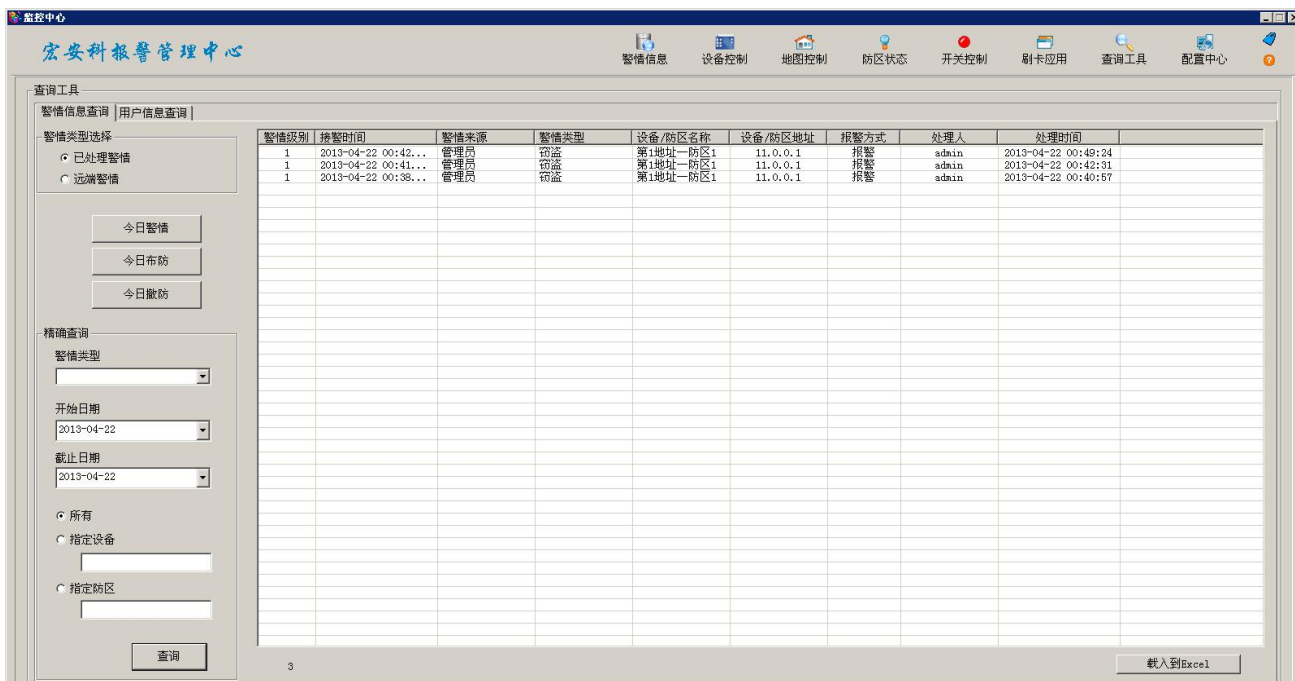 监控中心
宏安科报警管理中心
警情信息 设备控制 地图控制 防区状态 开关控制 刷卡应用 查询工具 配置中心
查询工具
警情信息查询 用户信息查询
警情类型选择
已处理警情
远端警情
今日警情
今日布防
今日撤防
精确查询
警情类型
开始日期
2013-04-22
截止日期
2013-04-22
所有
指定设备
指定防区
查询
警情级别 接警时间 警情来源 警情类型 设备/防区名称 设备/防区地址 报警方式 处理人 处理时间
1 2013-04-22 00:42... 管理员 窃盗 第1地址—防区1 11.0.0.1 报警 admin 2013-04-22 00:49:24
1 2013-04-22 00:41... 管理员 窃盗 第1地址—防区1 11.0.0.1 报警 admin 2013-04-22 00:42:31
1 2013-04-22 00:38... 管理员 窃盗 第1地址—防区1 11.0.0.1 报警 admin 2013-04-22 00:40:57
3
载入到Excel